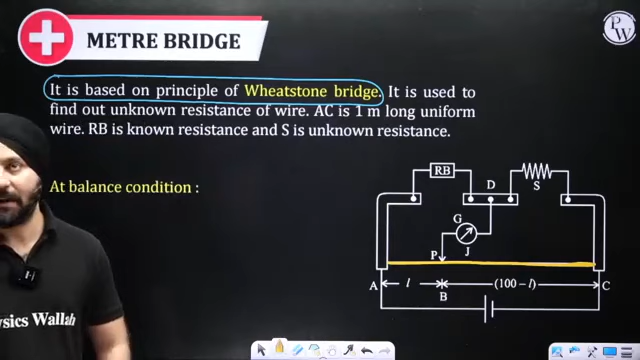 METRE BRIDGE
PW
It is based on principle of Wheatstone bridge. It is used to
find out unknown resistance of wire. AC is 1 m long uniform
wire. RB is known resistance and S is unknown resistance.
At balance condition :
RB
D
S
G
J
P
A
l
B
(100 – l)
C
ysics Wallah